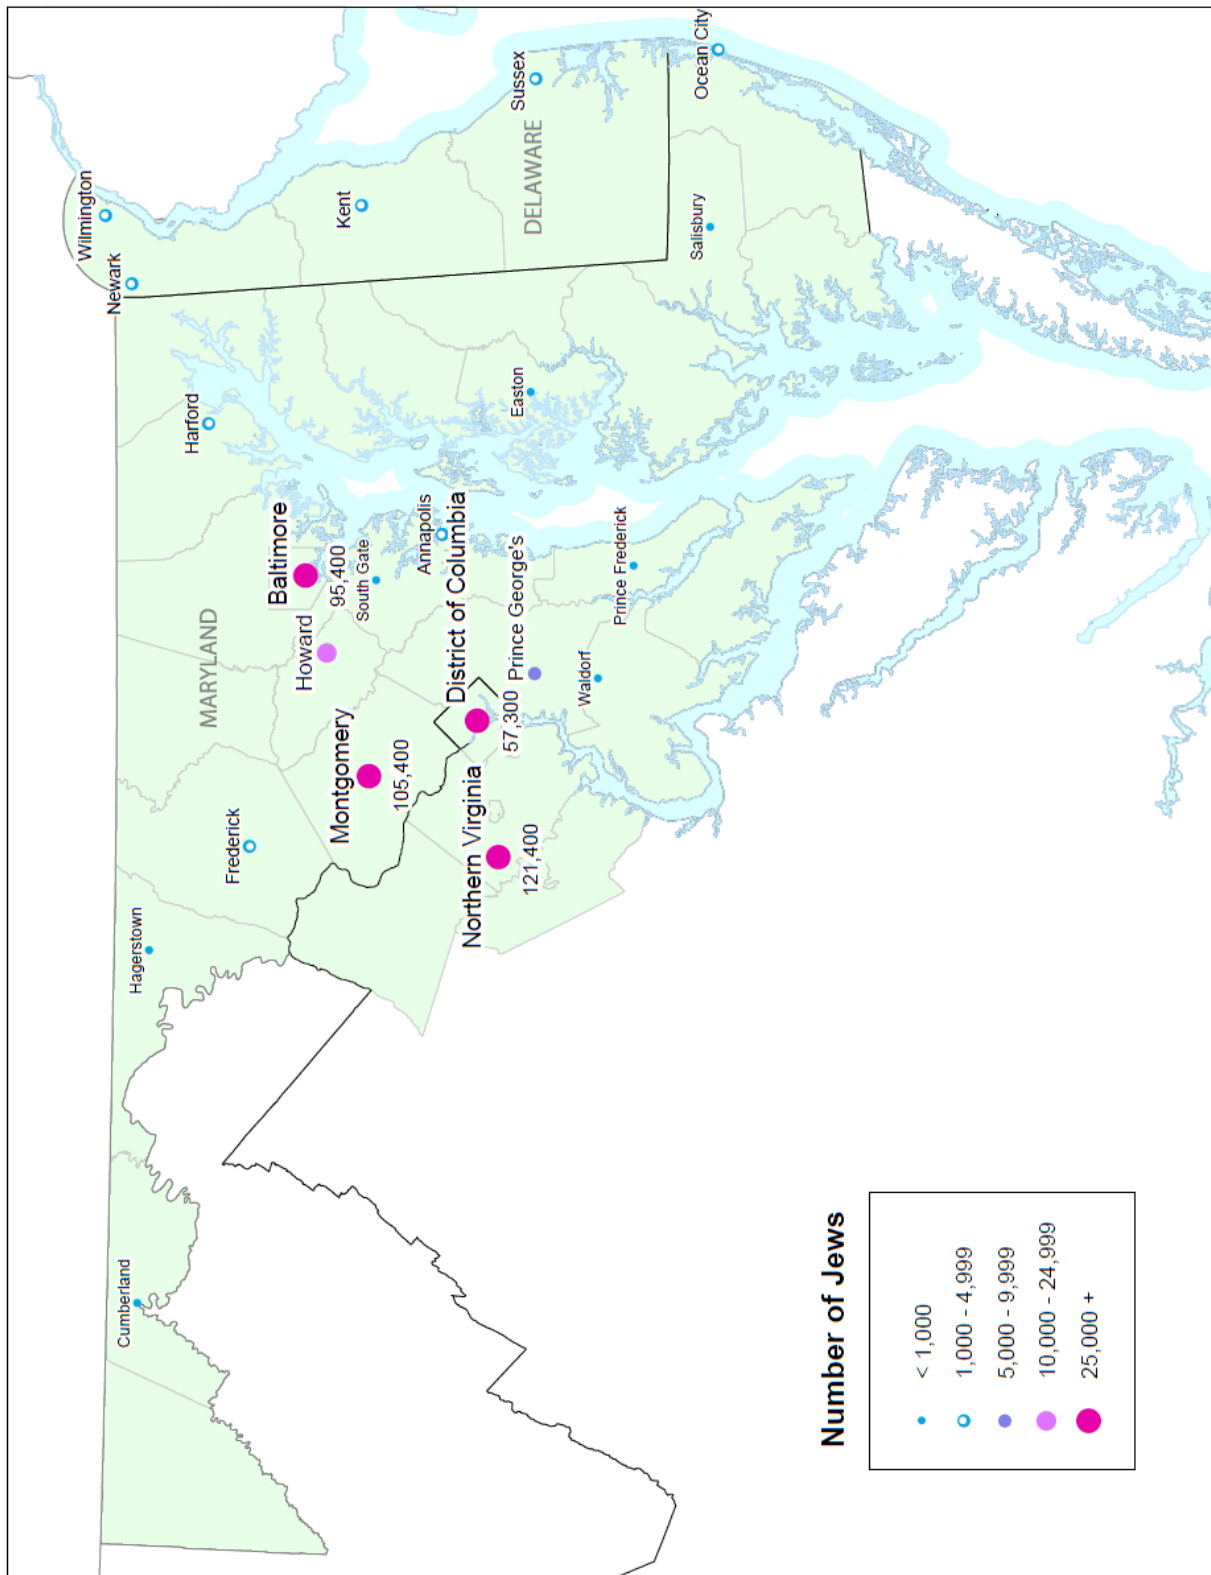 Cumberland
Hagerstown
Frederick
MARYLAND
Harford
Newark
Wilmington
Montgomery
105,400
Howard
Baltimore
95,400
South Gate
Annapolis
Northern Virginia
121,400
District of Columbia
57,300
Prince George's
Waldorf
Prince Frederick
Easton
Kent
DELAWARE
Sussex
Salisbury
Ocean City
Number of Jews
< 1,000
1,000 - 4,999
5,000 - 9,999
10,000 - 24,999
25,000 +